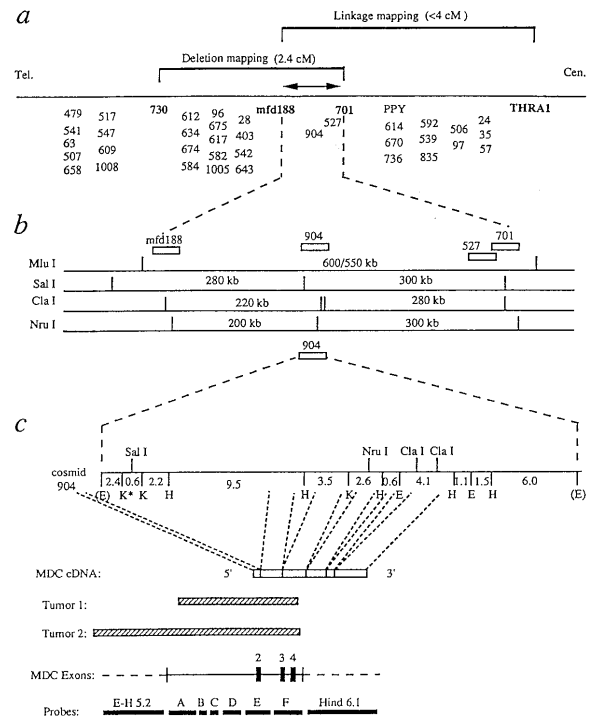 a
Linkage mapping (<4 cM)
Deletion mapping (2.4 cM)
Tel.
Cen.
730 mfd188 701 PPY THRA1
479 517 612 96 28 527 614 592 506 24
541 547 675 904 35
63 634 617 403 670 539 97 57
507 609 674 582 542 736 835
658 1008 584 1005 643
b
mfd188 904 527 701
Mlu I 600/550 kb
Sal I 280 kb 300 kb
Cla I 220 kb 280 kb
Nru I 200 kb 300 kb
904
c
Sal I Nru I Cla I Cla I
cosmid
904
2.4 0.6 2.2 9.5 3.5 2.6 0.6 4.1 1.1 1.5 6.0
(E) K* K H H K H E H E H (E)
MDC cDNA: 5' 3'
Tumor 1:
Tumor 2:
2 3 4
MDC Exons:
E-H 5.2 A B C D E F Hind 6.1
Probes: